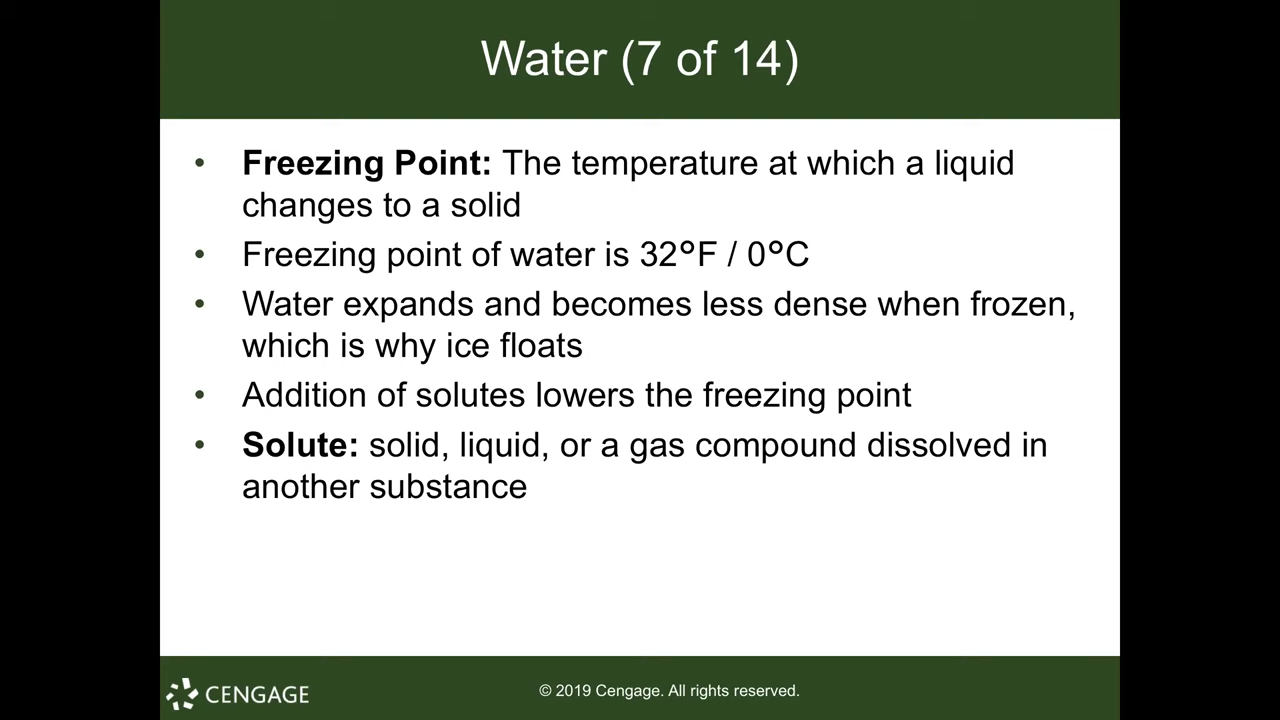 Water (7 of 14)
• Freezing Point: The temperature at which a liquid
changes to a solid
• Freezing point of water is 32°F / 0°C
• Water expands and becomes less dense when frozen,
which is why ice floats
• Addition of solutes lowers the freezing point
• Solute: solid, liquid, or a gas compound dissolved in
another substance
CENGAGE
© 2019 Cengage. All rights reserved.